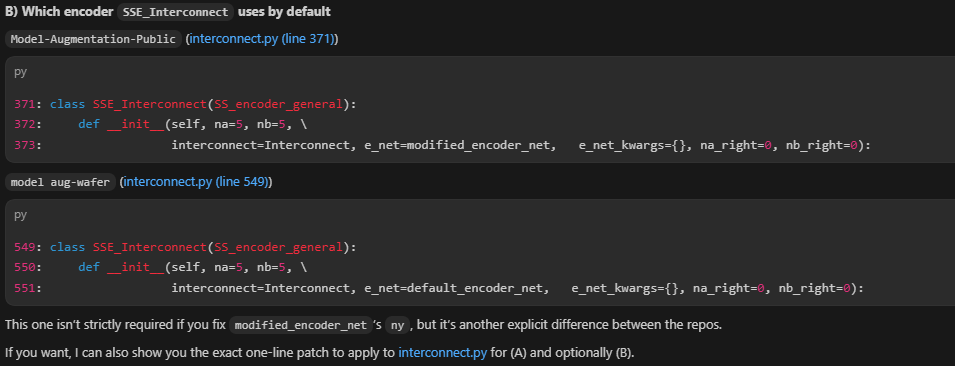 B) Which encoder SSE_Interconnect uses by default
Model-Augmentation-Public (interconnect.py (line 371))
py
371: class SSE_Interconnect(SS_encoder_general):
372:     def __init__(self, na=5, nb=5, \
373:                  interconnect=Interconnect, e_net=modified_encoder_net,   e_net_kwargs={}, na_right=0, nb_right=0):
model aug-wafer (interconnect.py (line 549))
py
549: class SSE_Interconnect(SS_encoder_general):
550:     def __init__(self, na=5, nb=5, \
551:                  interconnect=Interconnect, e_net=default_encoder_net,   e_net_kwargs={}, na_right=0, nb_right=0):
This one isn’t strictly required if you fix modified_encoder_net’s ny, but it’s another explicit difference between the repos.
If you want, I can also show you the exact one-line patch to apply to interconnect.py for (A) and optionally (B).